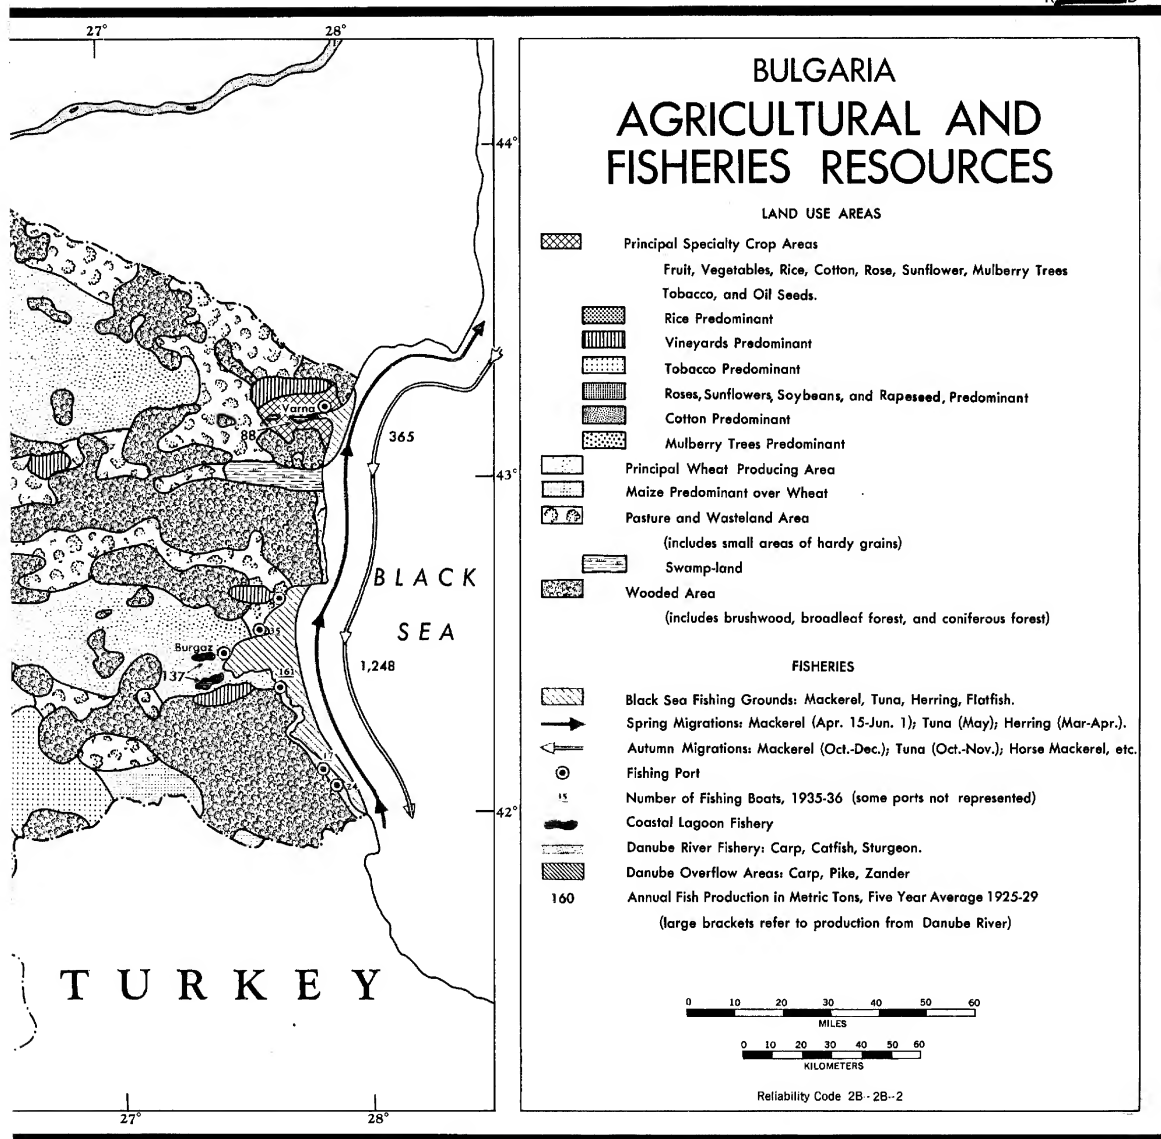 27°
28°
44°
Varna
88
365
43°
BLACK
SEA
35
Burgaz
137
161
1,248
17
24
42°
TURKEY
27°
28°
BULGARIA
AGRICULTURAL AND
FISHERIES RESOURCES
LAND USE AREAS
Principal Specialty Crop Areas
Fruit, Vegetables, Rice, Cotton, Rose, Sunflower, Mulberry Trees
Tobacco, and Oil Seeds.
Rice Predominant
Vineyards Predominant
Tobacco Predominant
Roses, Sunflowers, Soybeans, and Rapeseed, Predominant
Cotton Predominant
Mulberry Trees Predominant
Principal Wheat Producing Area
Maize Predominant over Wheat
Pasture and Wasteland Area
(includes small areas of hardy grains)
Swamp-land
Wooded Area
(includes brushwood, broadleaf forest, and coniferous forest)
FISHERIES
Black Sea Fishing Grounds: Mackerel, Tuna, Herring, Flatfish.
Spring Migrations: Mackerel (Apr. 15-Jun. 1); Tuna (May); Herring (Mar-Apr.).
Autumn Migrations: Mackerel (Oct.-Dec.); Tuna (Oct.-Nov.); Horse Mackerel, etc.
Fishing Port
15 Number of Fishing Boats, 1935-36 (some ports not represented)
Coastal Lagoon Fishery
Danube River Fishery: Carp, Catfish, Sturgeon.
Danube Overflow Areas: Carp, Pike, Zander
160 Annual Fish Production in Metric Tons, Five Year Average 1925-29
(large brackets refer to production from Danube River)
0 10 20 30 40 50 60
MILES
0 10 20 30 40 50 60
KILOMETERS
Reliability Code 2B--2B--2